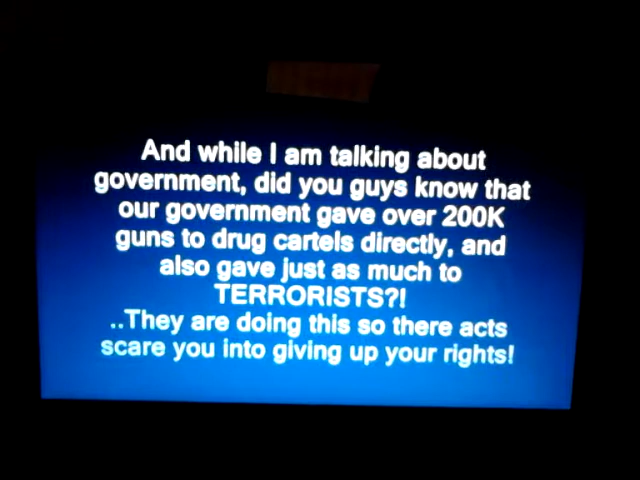 And while I am talking about
government, did you guys know that
our government gave over 200K
guns to drug cartels directly, and
also gave just as much to
TERRORISTS?!
..They are doing this so there acts
scare you into giving up your rights!